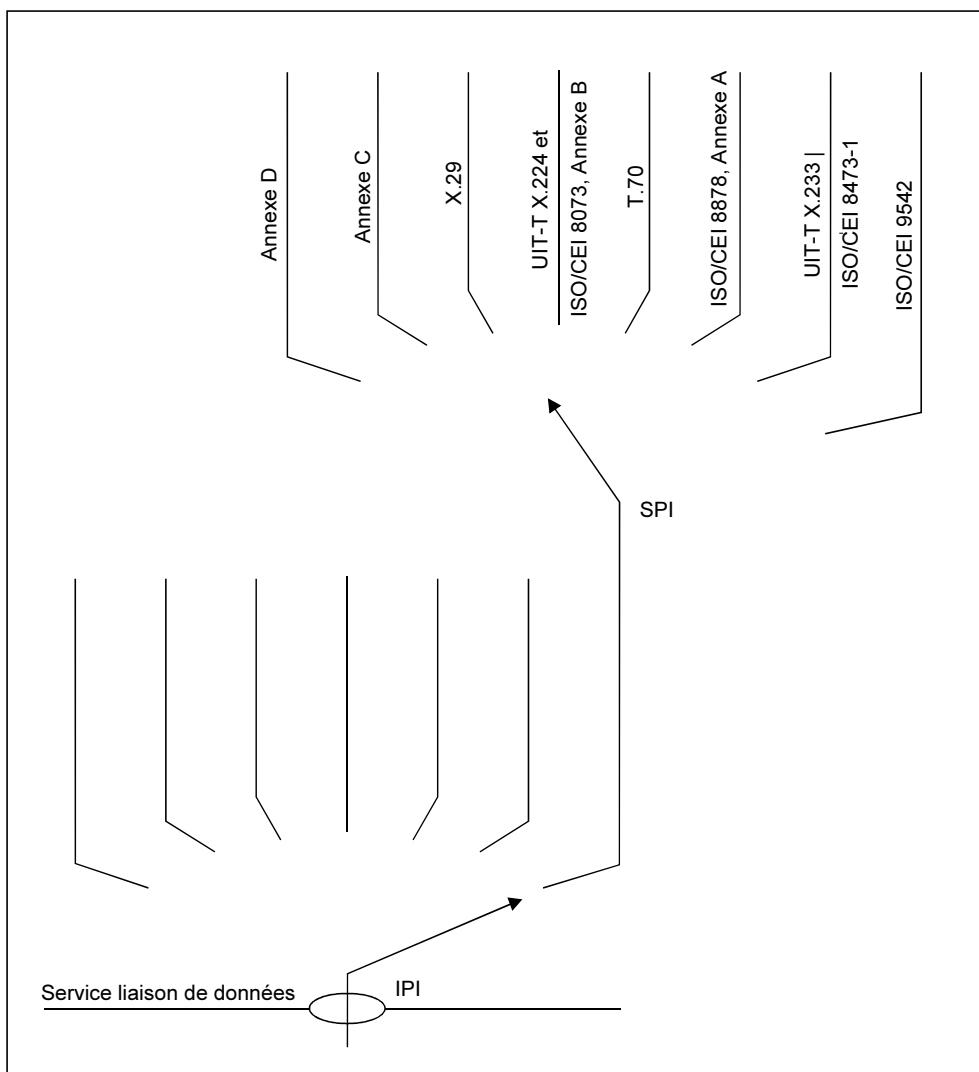 Annexe D
Annexe C
X.29
UIT-T X.224 et
ISO/CEI 8073, Annexe B
T.70
ISO/CEI 8878, Annexe A
UIT-T X.233 |
ISO/CEI 8473-1
ISO/CEI 9542
SPI
Service liaison de données
IPI